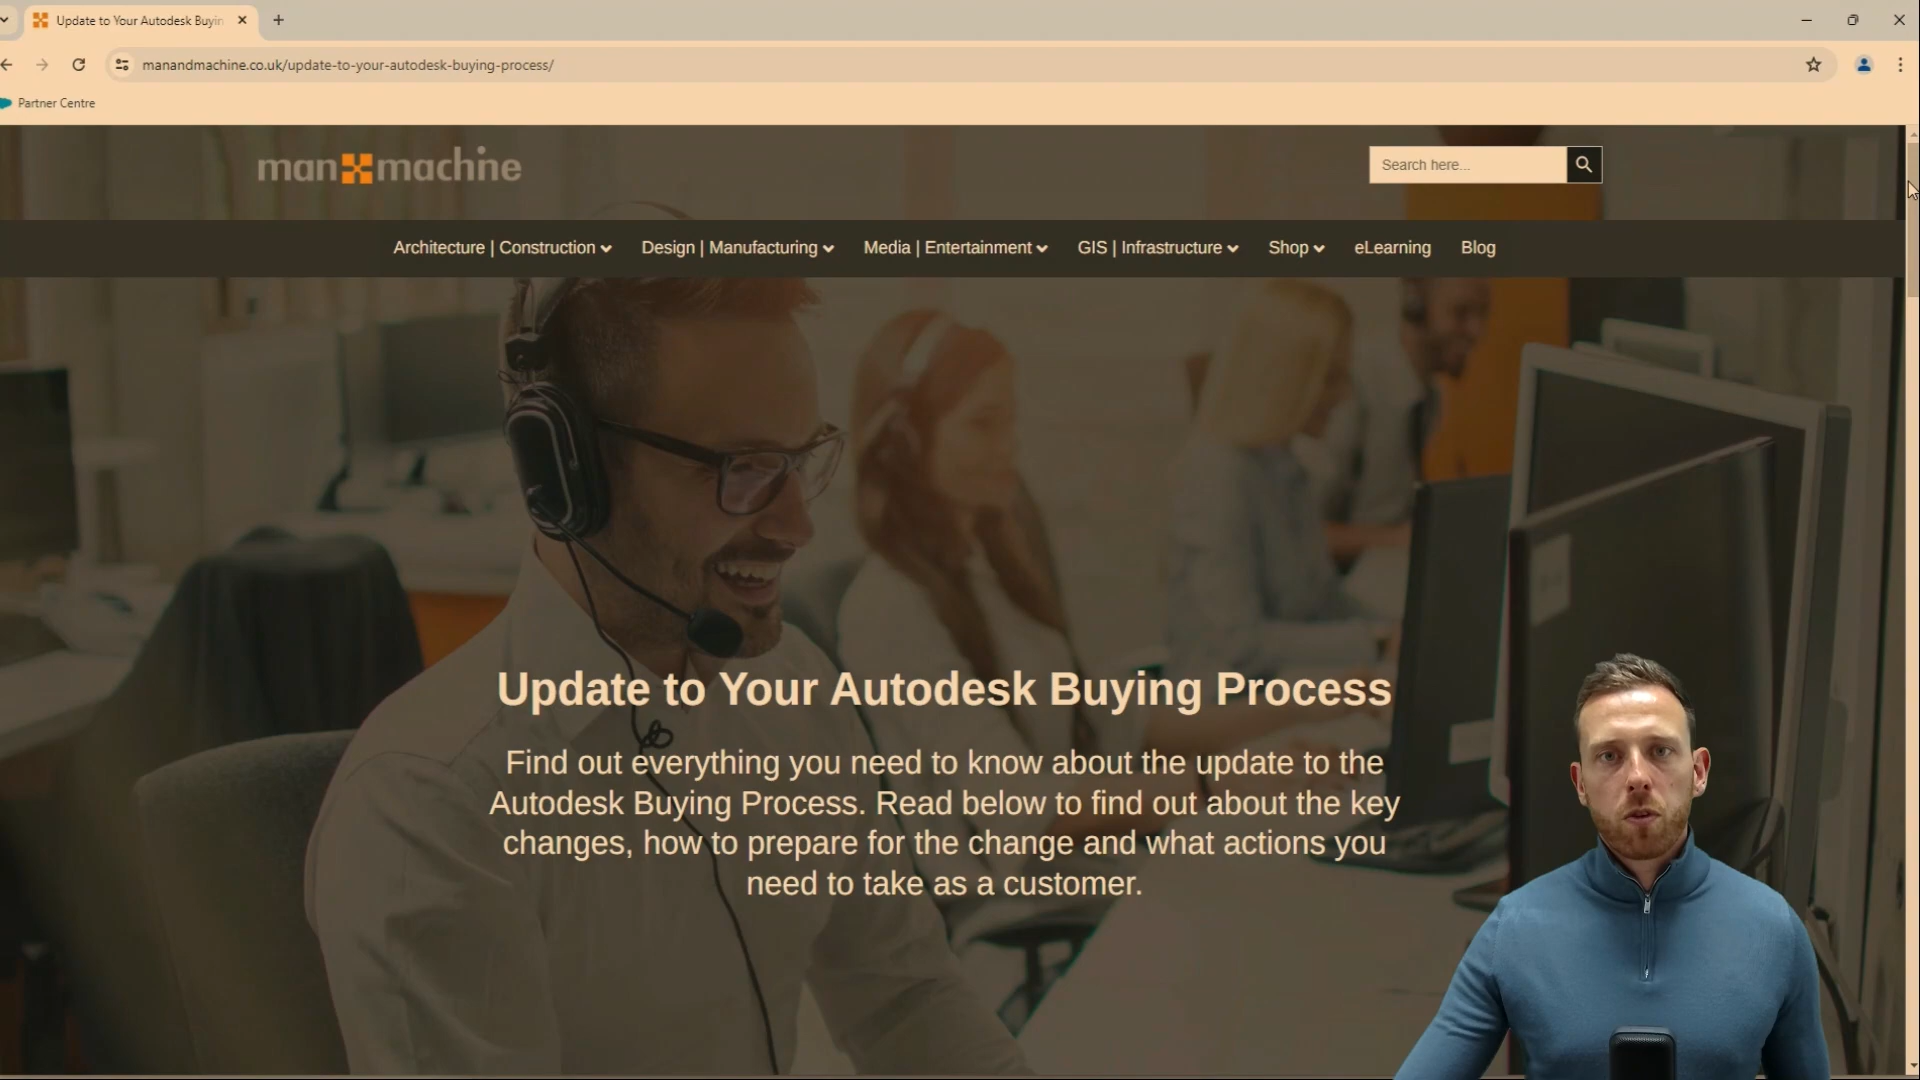 Update to Your Autodesk Buyin
manandmachine.co.uk/update-to-your-autodesk-buying-process/
Partner Centre
man machine
Search here...
Architecture | Construction Design | Manufacturing Media | Entertainment GIS | Infrastructure Shop eLearning Blog
Update to Your Autodesk Buying Process
Find out everything you need to know about the update to the
Autodesk Buying Process. Read below to find out about the key
changes, how to prepare for the change and what actions you
need to take as a customer.